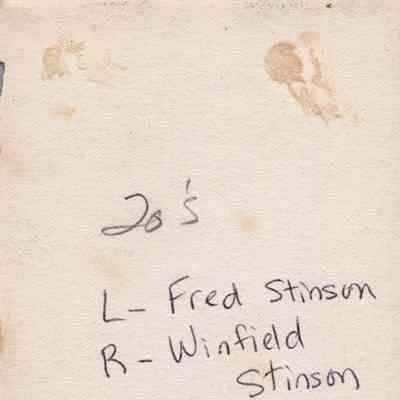 20's
L- Fred Stinson
R- Winfield
Stinson